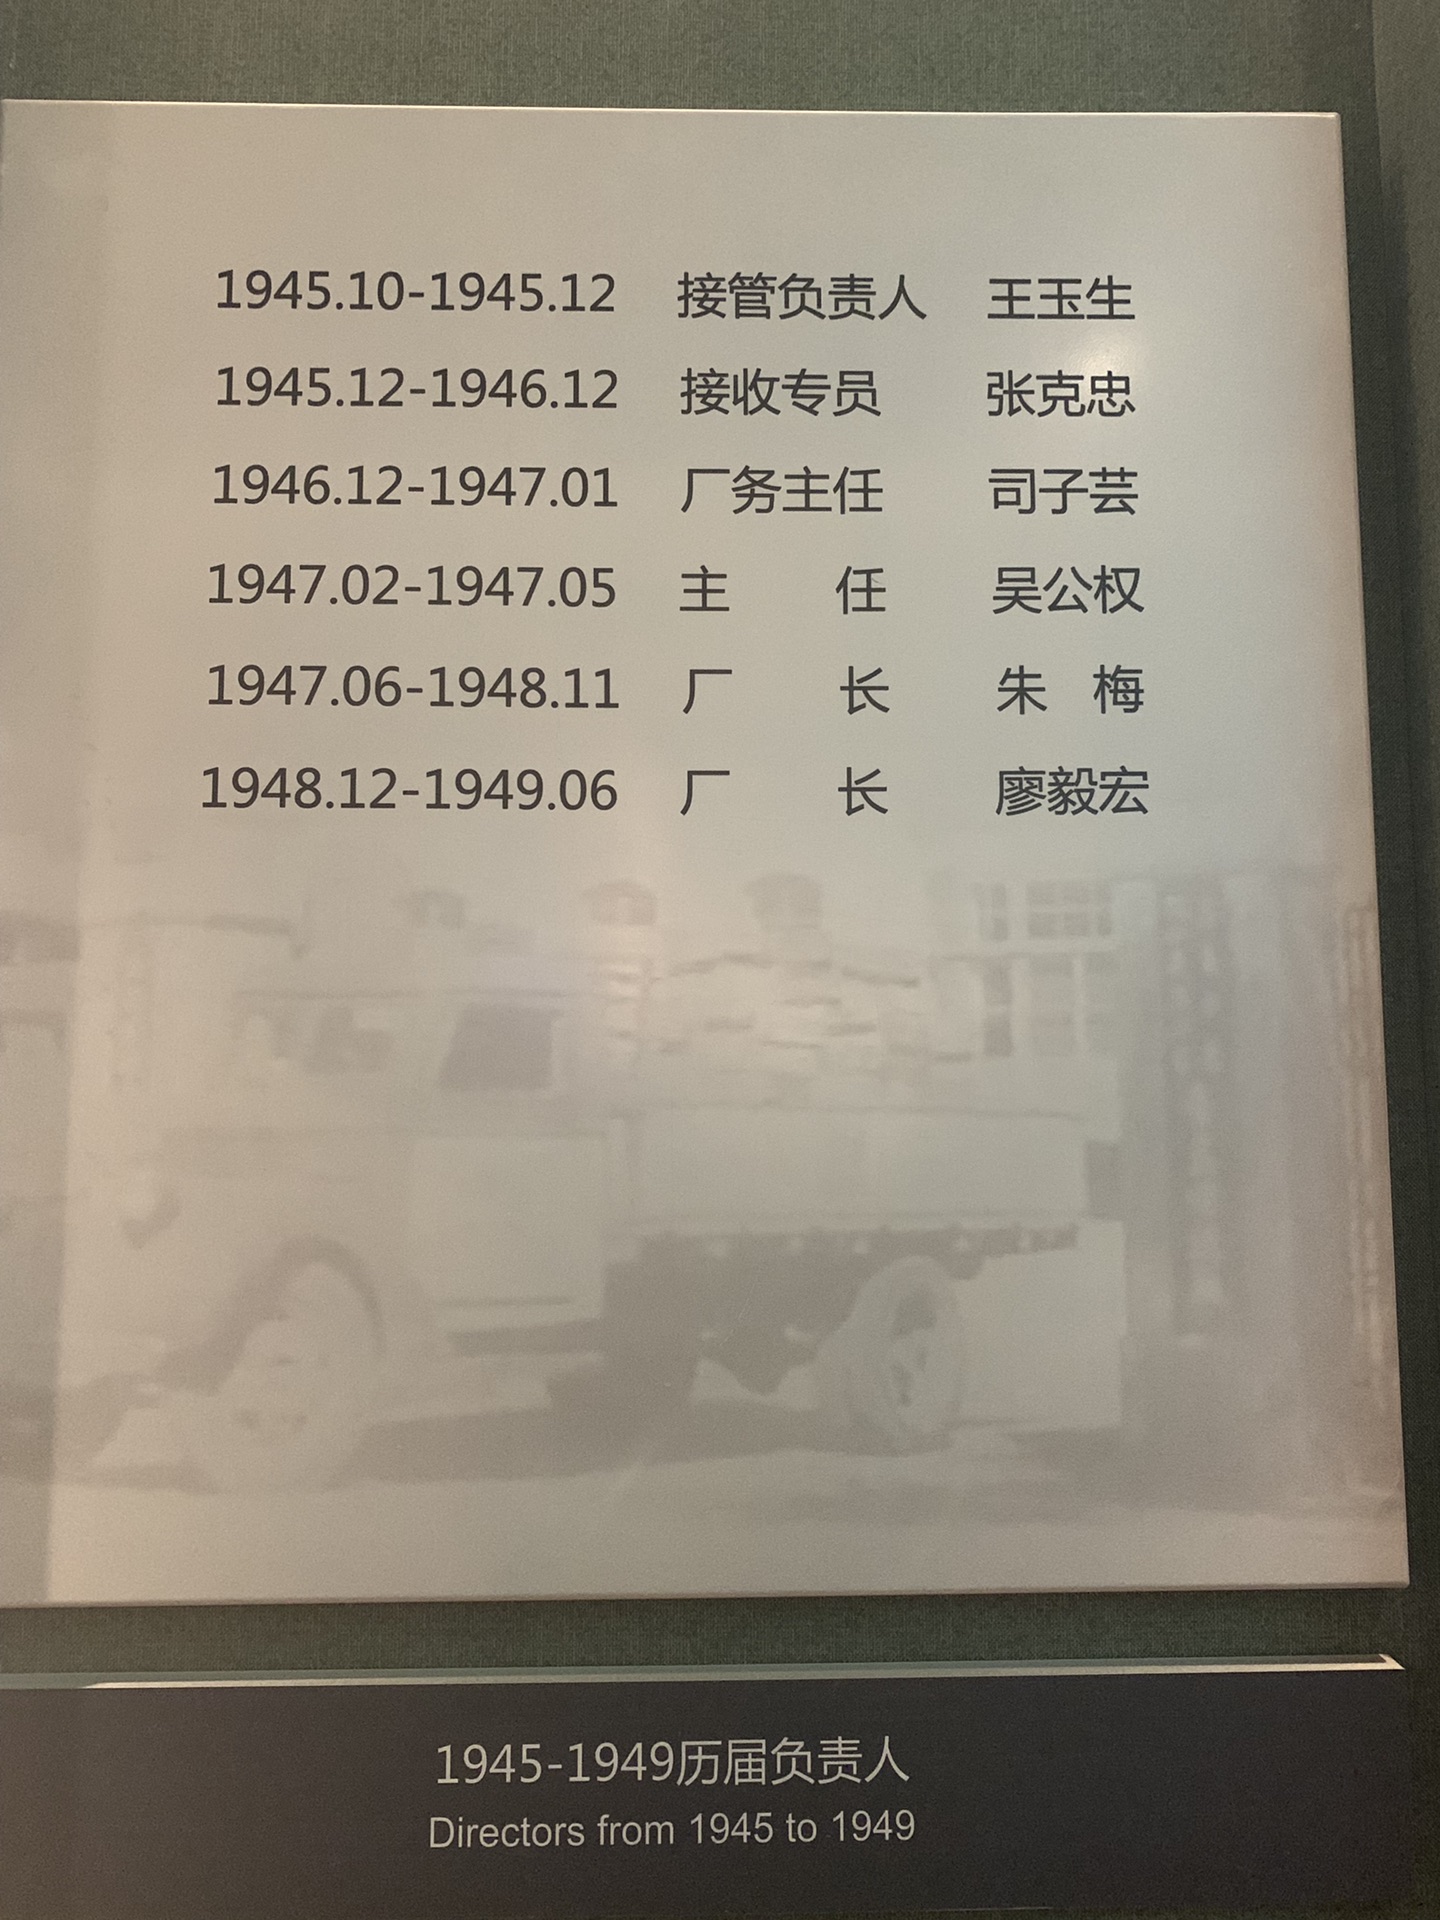 1945.10-1945.12 接管负责人 王玉生
1945.12-1946.12 接收专员 张克忠
1946.12-1947.01 厂务主任 司子芸
1947.02-1947.05 主 任 吴公权
1947.06-1948.11 厂 长 朱 梅
1948.12-1949.06 厂 长 廖毅宏
1945-1949历届负责人
Directors from 1945 to 1949